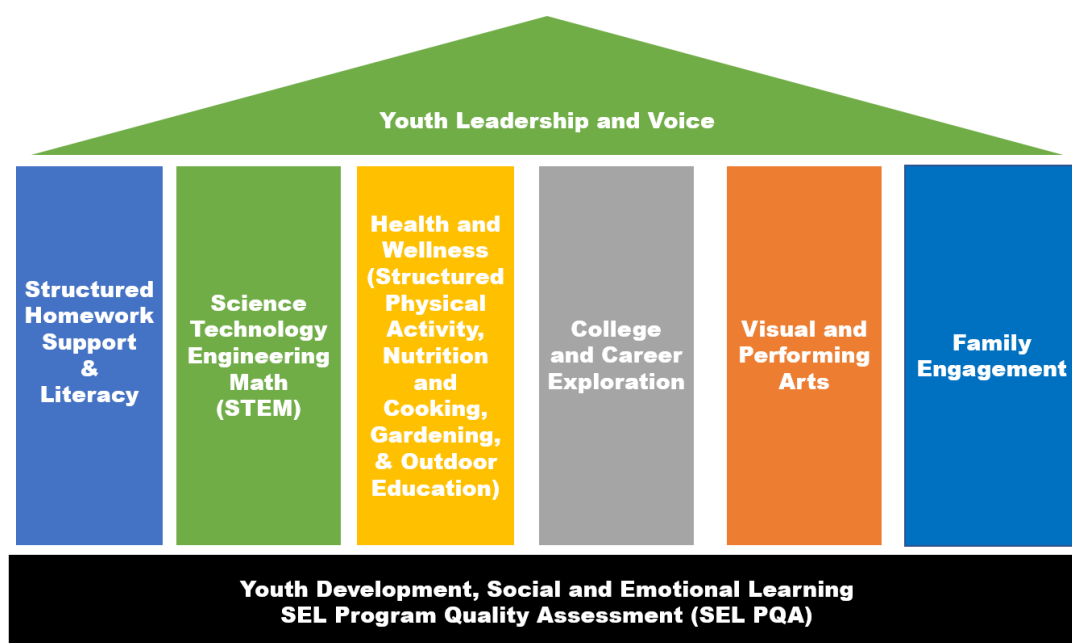 Youth Leadership and Voice
Structured
Homework
Support
&
Literacy
Science
Technology
Engineering
Math
(STEM)
Health and
Wellness
(Structured
Physical
Activity,
Nutrition
and
Cooking,
Gardening,
& Outdoor
Education)
College
and Career
Exploration
Visual and
Performing
Arts
Family
Engagement
Youth Development, Social and Emotional Learning
SEL Program Quality Assessment (SEL PQA)